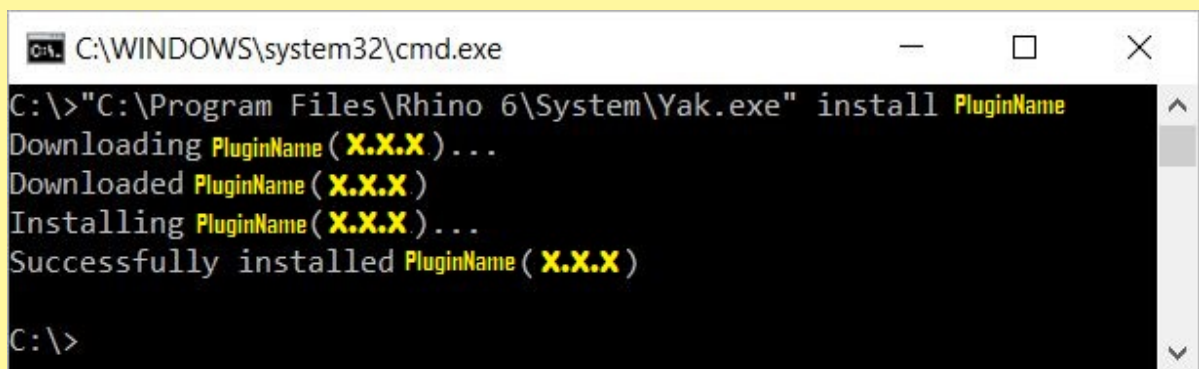 C:\WINDOWS\system32\cmd.exe
C:\>"C:\Program Files\Rhino 6\System\Yak.exe" install PluginName
Downloading PluginName (X.X.X)...
Downloaded PluginName (X.X.X)
Installing PluginName (X.X.X)...
Successfully installed PluginName (X.X.X)
C:\>